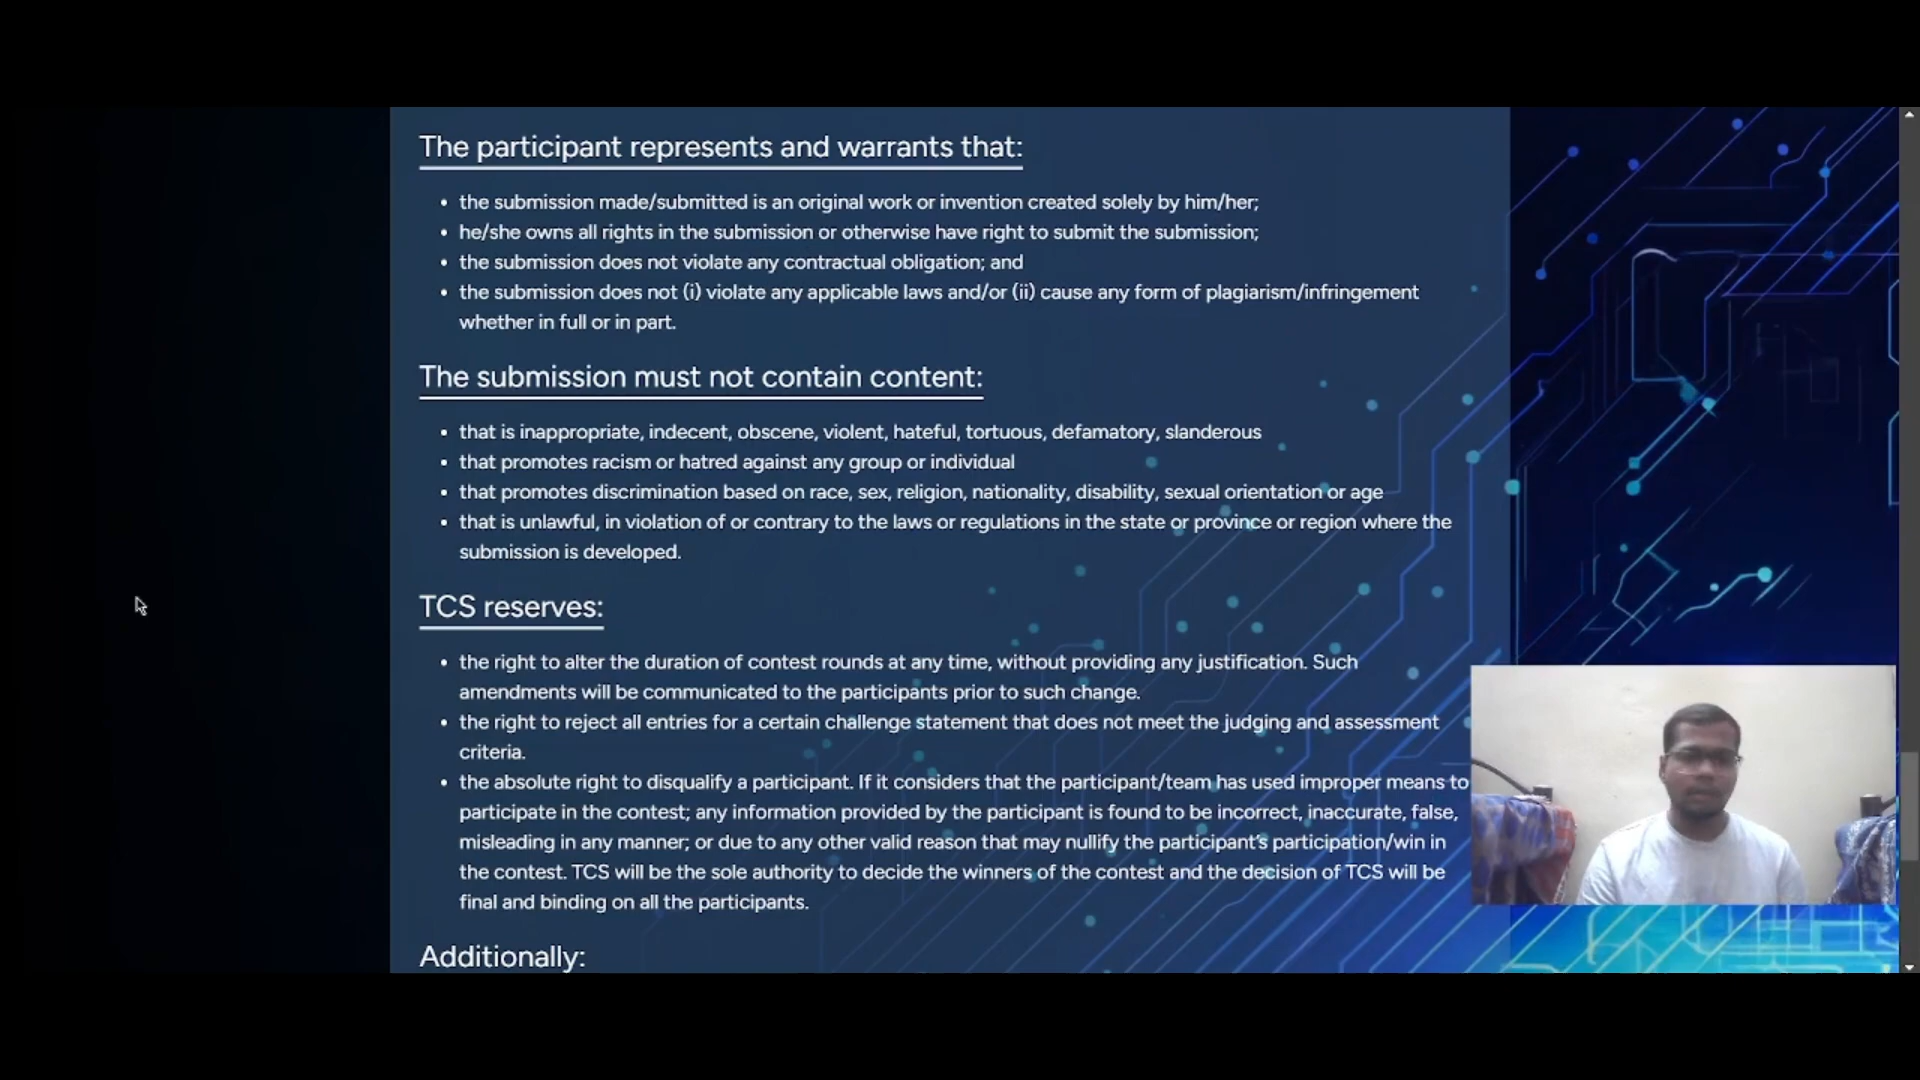 The participant represents and warrants that:
• the submission made/submitted is an original work or invention created solely by him/her;
• he/she owns all rights in the submission or otherwise have right to submit the submission;
• the submission does not violate any contractual obligation; and
• the submission does not (i) violate any applicable laws and/or (ii) cause any form of plagiarism/infringement
whether in full or in part.
The submission must not contain content:
• that is inappropriate, indecent, obscene, violent, hateful, tortuous, defamatory, slanderous
• that promotes racism or hatred against any group or individual
• that promotes discrimination based on race, sex, religion, nationality, disability, sexual orientation or age
• that is unlawful, in violation of or contrary to the laws or regulations in the state or province or region where the
submission is developed.
TCS reserves:
• the right to alter the duration of contest rounds at any time, without providing any justification. Such
amendments will be communicated to the participants prior to such change.
• the right to reject all entries for a certain challenge statement that does not meet the judging and assessment
criteria.
• the absolute right to disqualify a participant. If it considers that the participant/team has used improper means to
participate in the contest; any information provided by the participant is found to be incorrect, inaccurate, false,
misleading in any manner; or due to any other valid reason that may nullify the participant's participation/win in
the contest. TCS will be the sole authority to decide the winners of the contest and the decision of TCS will be
final and binding on all the participants.
Additionally: